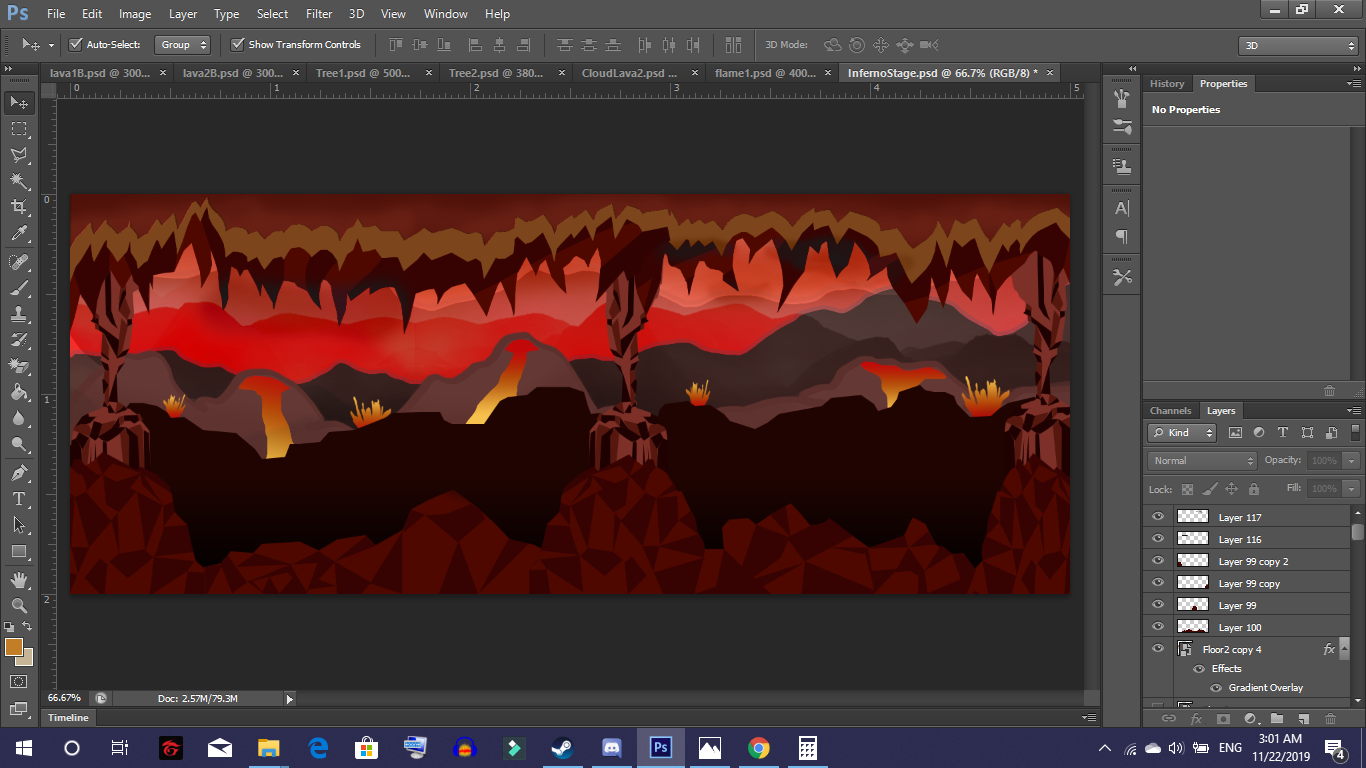 Ps File Edit Image Layer Type Select Filter 3D View Window Help
Auto-Select: Group Show Transform Controls 3D Mode: 3D
lava1B.psd @ 300... × lava2B.psd @ 300... × Tree1.psd @ 500... × Tree2.psd @ 380... × CloudLava2.psd ... × flame1.psd @ 400... × InfernoStage.psd @ 66.7% (RGB/8) * ×
0 1 2 3 4 5
0
1
2
History Properties
No Properties
Channels Layers
Kind
Normal Opacity: 100%
Lock: Fill: 100%
Layer 117
Layer 116
Layer 99 copy 2
Layer 99 copy
Layer 99
Layer 100
Floor2 copy 4 fx
Effects
Gradient Overlay
66.67% Doc: 2.57M/79.3M
Timeline
ENG 3:01 AM
11/22/2019
4